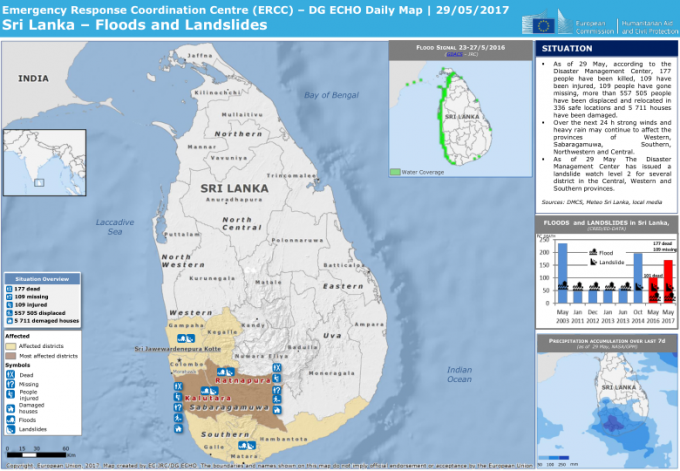 Emergency Response Coordination Centre (ERCC) – DG ECHO Daily Map | 29/05/2017
Sri Lanka – Floods and Landslides
European Commission
Humanitarian Aid and Civil Protection
INDIA
Jaffna
Kilinochchi
Mullaitivu
Northern
Mannar
Vavuniya
Bay of Bengal
Trincomalee
SRI LANKA
Anuradhapura
North Central
Laccadive Sea
Puttalam
Polonnaruwa
North Western
Batticaloa
Kurunegala
Matale
Eastern
Western
Gampaha
Kegalle
Kandy
Ampara
Uva
Sri Jawewardenepura Kotte
Nuwara Eliya
Badulla
Colombo
Ratnapura
Monaragala
Indian Ocean
Kalutara
Sabaragamuwa
Southern
Galle
Hambantota
Matara
FLOOD SIGNAL 23-27/5/2016
SRI LANKA
Water Coverage
Situation Overview
177 dead
109 missing
109 injured
557 505 displaced
5 711 damaged houses
Affected
Affected districts
Most affected districts
Symbols
Dead
Missing
People injured
Damaged houses
Floods
Landslides
0 15 30 60
Km
SITUATION
As of 29 May, according to the
Disaster Management Center, 177
people have been killed, 109 have
been injured, 109 people have gone
missing, more than 557 505 people
have been displaced and relocated in
336 safe locations and 5 711 houses
have been damaged.
Over the next 24 h strong winds and
heavy rain may continue to affect the
provinces of Western,
Sabaragamuwa, Southern,
Northwestern and Central.
As of 29 May The Disaster
Management Center has issued a
landslide watch level 2 for several
district in the Central, Western and
Southern provinces.
Sources: DMCS, Meteo Sri Lanka, local media
FLOODS and LANDSLIDES in Sri Lanka,
(CRED/ED-DATA)
177 dead
109 missing
250
200
150
100
50
0
Flood
Landslide
101 dead
May 2003
Jan 2011
Dec 2012
Jan 2013
Jun 2014
Oct 2014
May 2016
May 2017
PRECIPITATION ACCUMULATION OVER LAST 7D
(as of 29 May, NASA/GPM)
SRI LANKA
mm
Copyright, European Union, 2017. Map created by EC-JRC/DG ECHO. The boundaries and names shown on this map do not imply official endorsement or acceptance by the European Union.